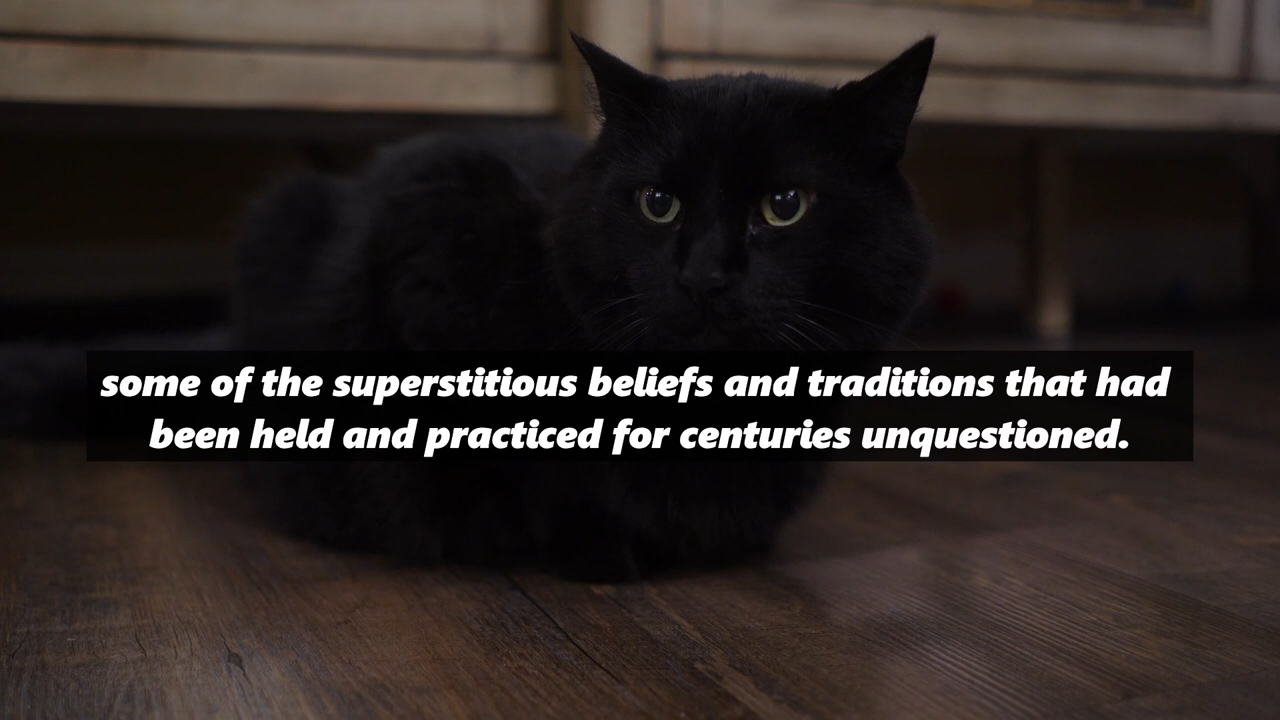 some of the superstitious beliefs and traditions that had
been held and practiced for centuries unquestioned.